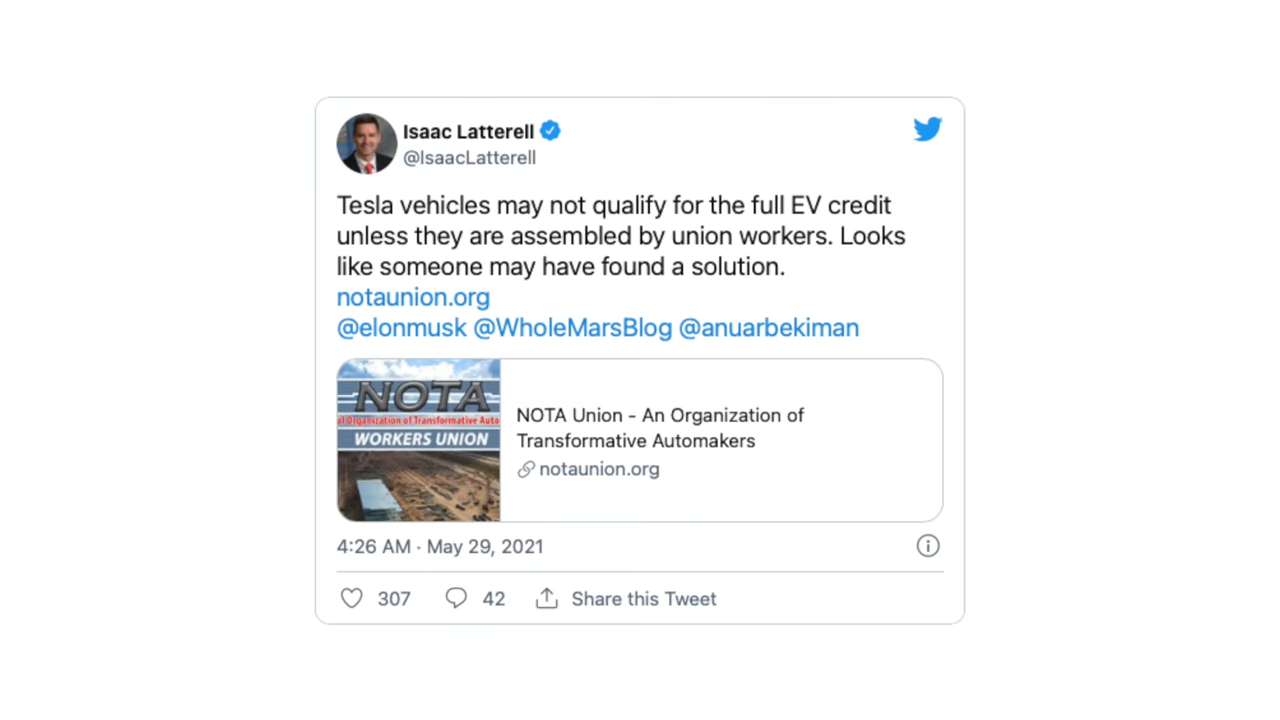 Isaac Latterell
@IsaacLatterell
Tesla vehicles may not qualify for the full EV credit
unless they are assembled by union workers. Looks
like someone may have found a solution.
notaunion.org
@elonmusk @WholeMarsBlog @anuarbekiman
NOTA
al Organization of Transformative Auto
WORKERS UNION
NOTA Union - An Organization of
Transformative Automakers
notaunion.org
4:26 AM · May 29, 2021
307 42 Share this Tweet